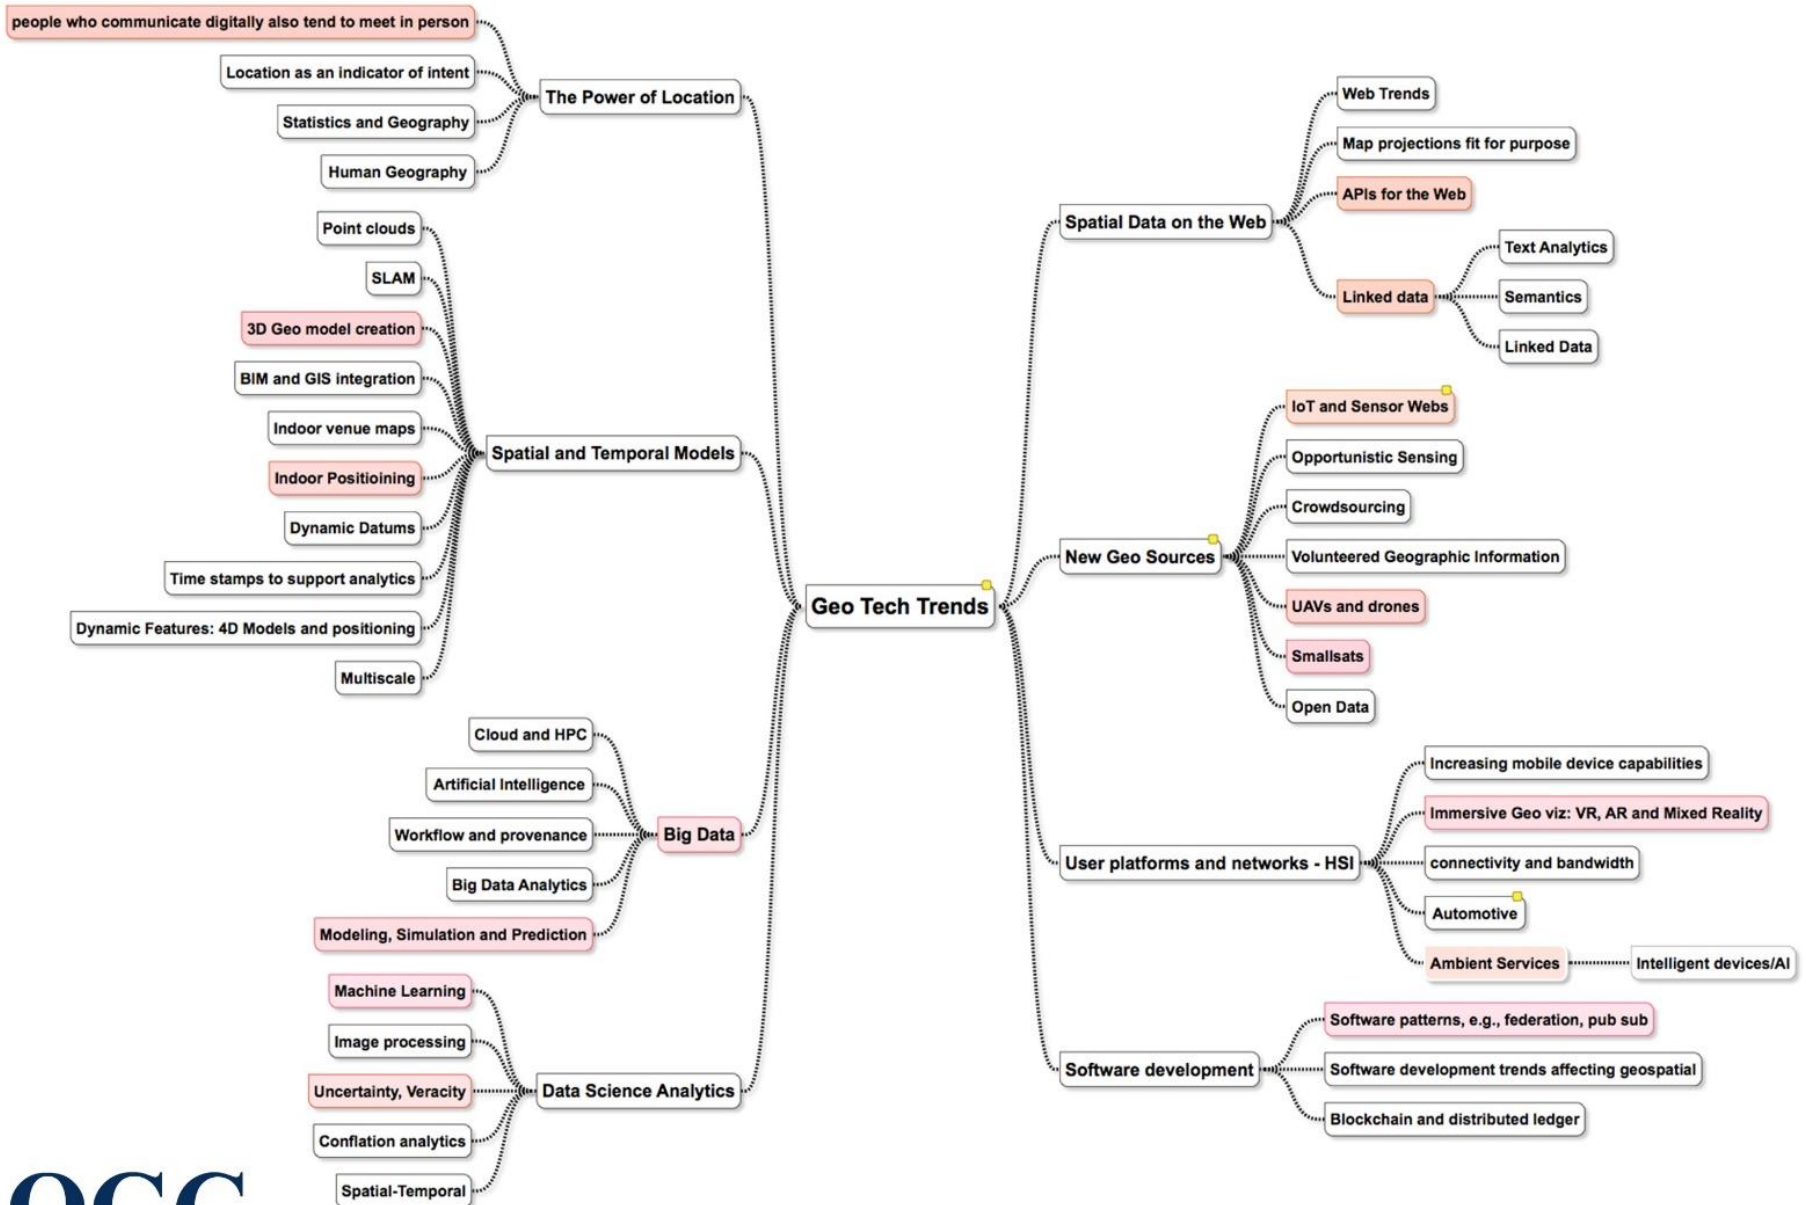 people who communicate digitally also tend to meet in person
Location as an indicator of intent
Statistics and Geography
Human Geography
The Power of Location
Point clouds
SLAM
3D Geo model creation
BIM and GIS integration
Indoor venue maps
Indoor Positioining
Dynamic Datums
Time stamps to support analytics
Dynamic Features: 4D Models and positioning
Multiscale
Spatial and Temporal Models
Cloud and HPC
Artificial Intelligence
Workflow and provenance
Big Data Analytics
Modeling, Simulation and Prediction
Big Data
Machine Learning
Image processing
Uncertainty, Veracity
Conflation analytics
Spatial-Temporal
Data Science Analytics
Geo Tech Trends
Spatial Data on the Web
Web Trends
Map projections fit for purpose
APIs for the Web
Linked data
Text Analytics
Semantics
Linked Data
New Geo Sources
IoT and Sensor Webs
Opportunistic Sensing
Crowdsourcing
Volunteered Geographic Information
UAVs and drones
Smallsats
Open Data
User platforms and networks - HSI
Increasing mobile device capabilities
Immersive Geo viz: VR, AR and Mixed Reality
connectivity and bandwidth
Automotive
Ambient Services
Intelligent devices/AI
Software development
Software patterns, e.g., federation, pub sub
Software development trends affecting geospatial
Blockchain and distributed ledger